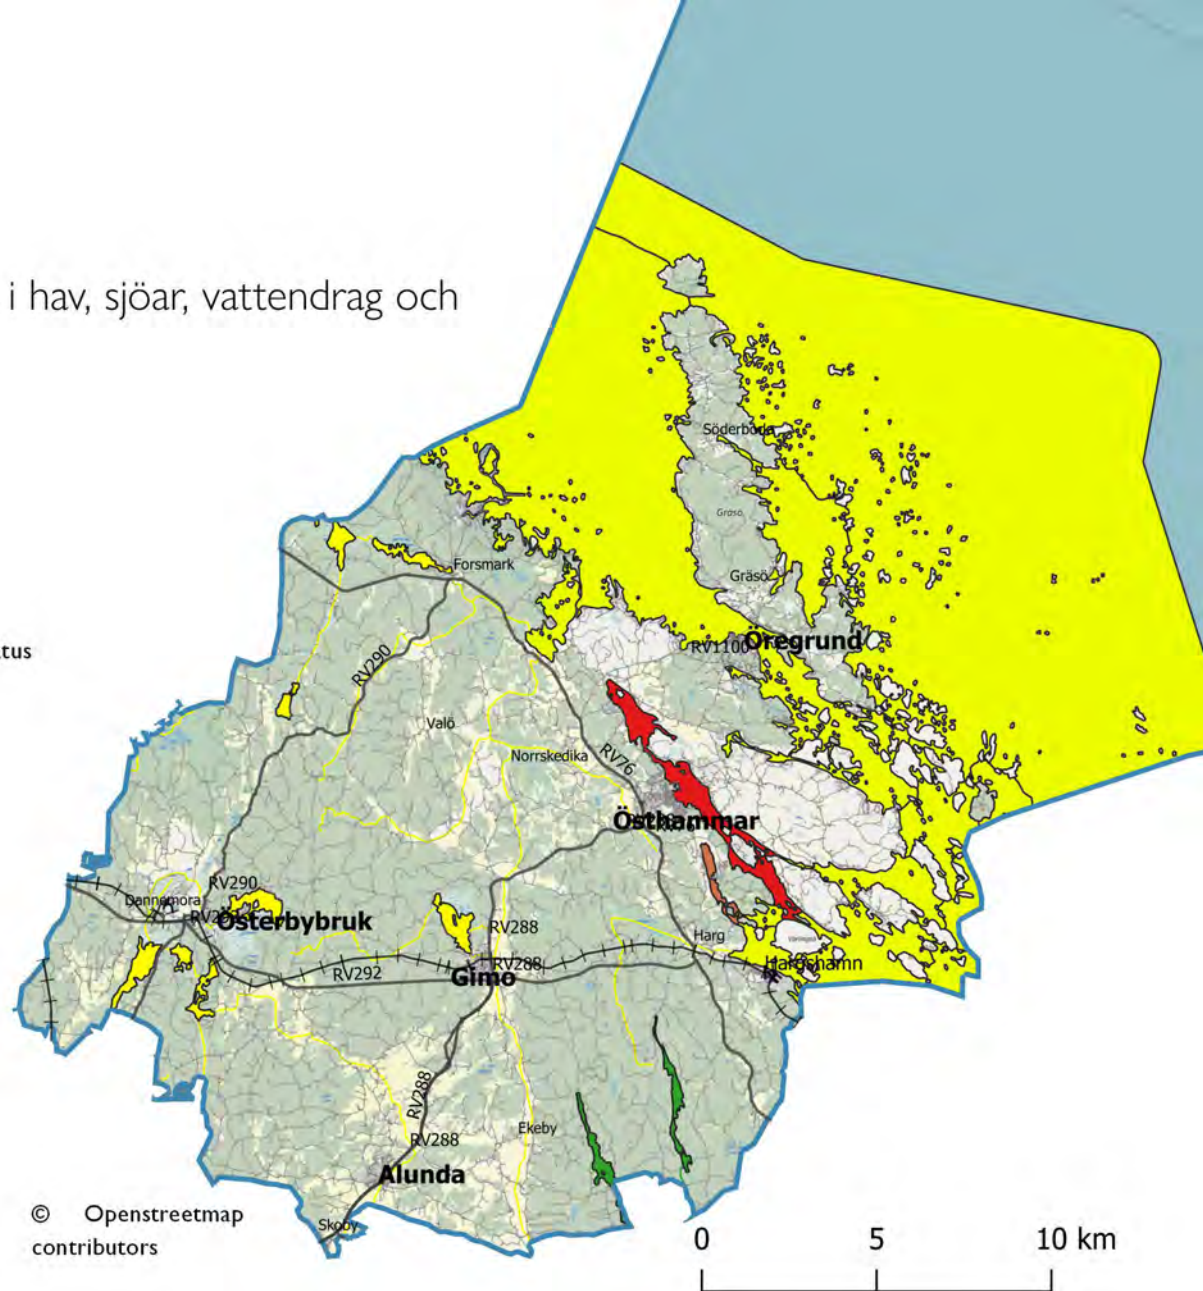 i hav, sjöar, vattendrag och
tus
Söderboda
Gräsö
Gräsö
Forsmark
RV1100
Öregrund
RV290
Valö
Norrskedika
RV76
Östhammar
RV290
Dannemora
Österbybruk
RV288
Harg
RV292
RV288
Gimo
Hargshamn
RV288
RV288
Ekeby
Alunda
Skoby
© Openstreetmap
contributors
0 5 10 km